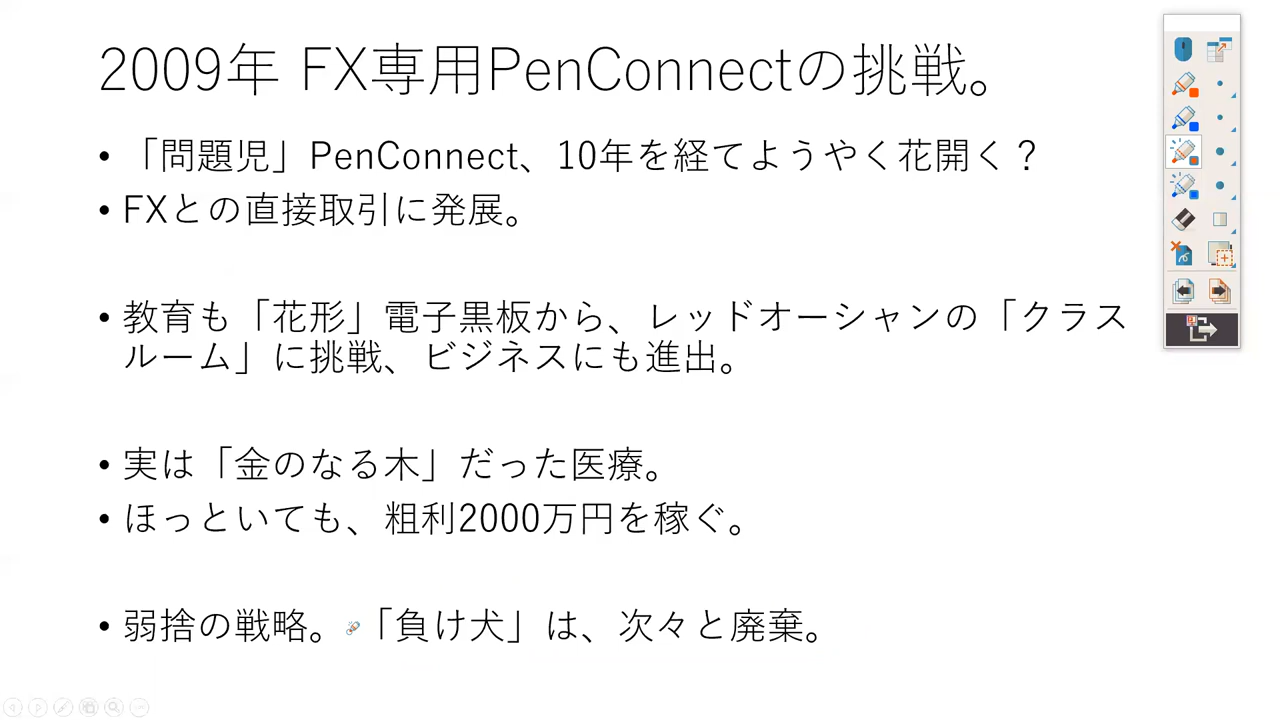 2009年 FX専用PenConnectの挑戦。
• 「問題児」PenConnect、10年を経てようやく花開く？
• FXとの直接取引に発展。
• 教育も「花形」電子黒板から、レッドオーシャンの「クラス
ルーム」に挑戦、ビジネスにも進出。
• 実は「金のなる木」だった医療。
• ほっといても、粗利2000万円を稼ぐ。
• 弱捨の戦略。「負け犬」は、次々と廃棄。